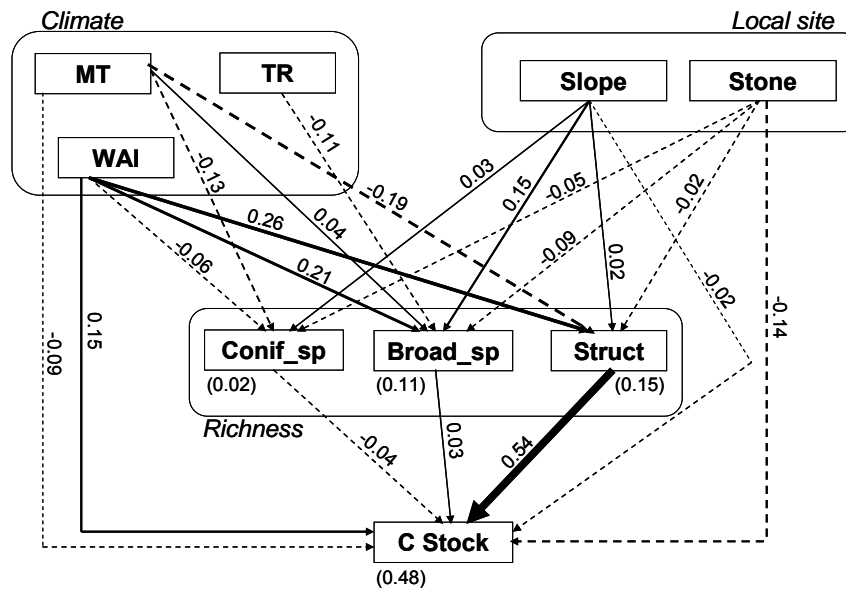 Climate
Local site
MT
TR
Slope
Stone
WAI
-0.11
-0.13
0.04
-0.19
0.03
0.15
-0.05
-0.02
0.26
-0.06
0.21
-0.09
0.02
-0.02
-0.14
0.15
-0.09
Conif_sp
Broad_sp
Struct
(0.02)
(0.11)
(0.15)
Richness
-0.04
0.03
0.54
C Stock
(0.48)